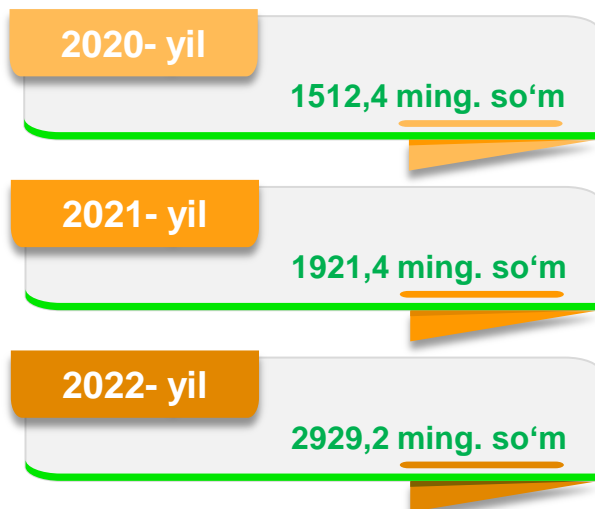 2020- yil
1512,4 ming. so‘m
2021- yil
1921,4 ming. so‘m
2022- yil
2929,2 ming. so‘m